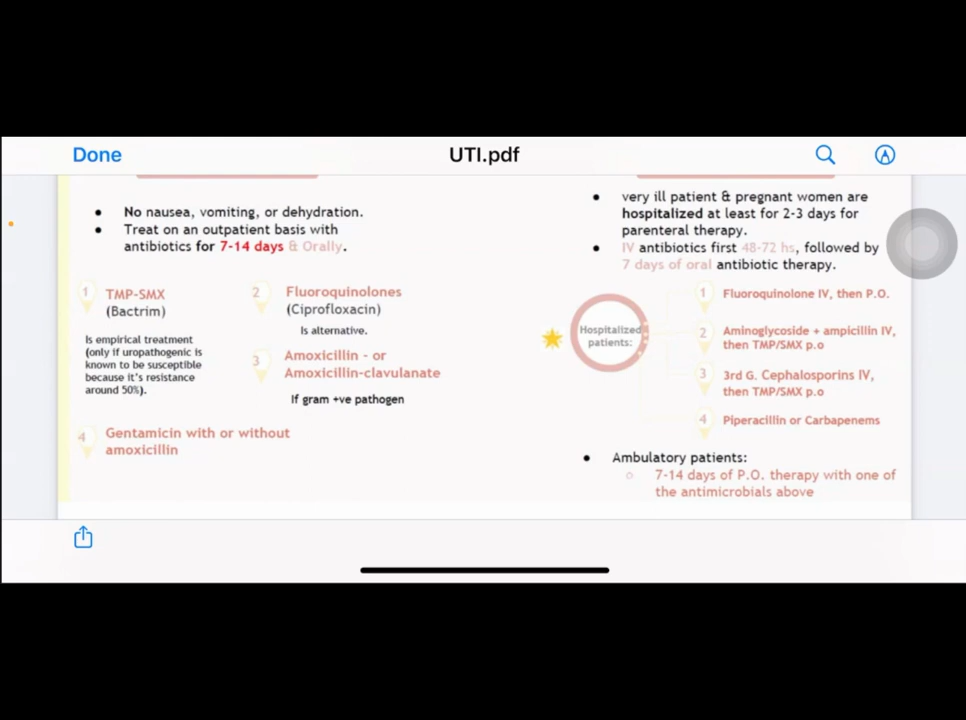 Done
UTI.pdf
No nausea, vomiting, or dehydration.
Treat on an outpatient basis with
antibiotics for 7-14 days & Orally.
1
TMP-SMX
(Bactrim)
Is empirical treatment
(only if uropathogenic is
known to be susceptible
because it's resistance
around 50%).
2
Fluoroquinolones
(Ciprofloxacin)
Is alternative.
3
Amoxicillin - or
Amoxicillin-clavulanate
If gram +ve pathogen
4
Gentamicin with or without
amoxicillin
very ill patient & pregnant women are
hospitalized at least for 2-3 days for
parenteral therapy.
IV antibiotics first 48-72 hs, followed by
7 days of oral antibiotic therapy.
Hospitalized
patients:
1
Fluoroquinolone IV, then P.O.
2
Aminoglycoside + ampicillin IV,
then TMP/SMX p.o
3
3rd G. Cephalosporins IV,
then TMP/SMX p.o
4
Piperacillin or Carbapenems
Ambulatory patients:
7-14 days of P.O. therapy with one of
the antimicrobials above